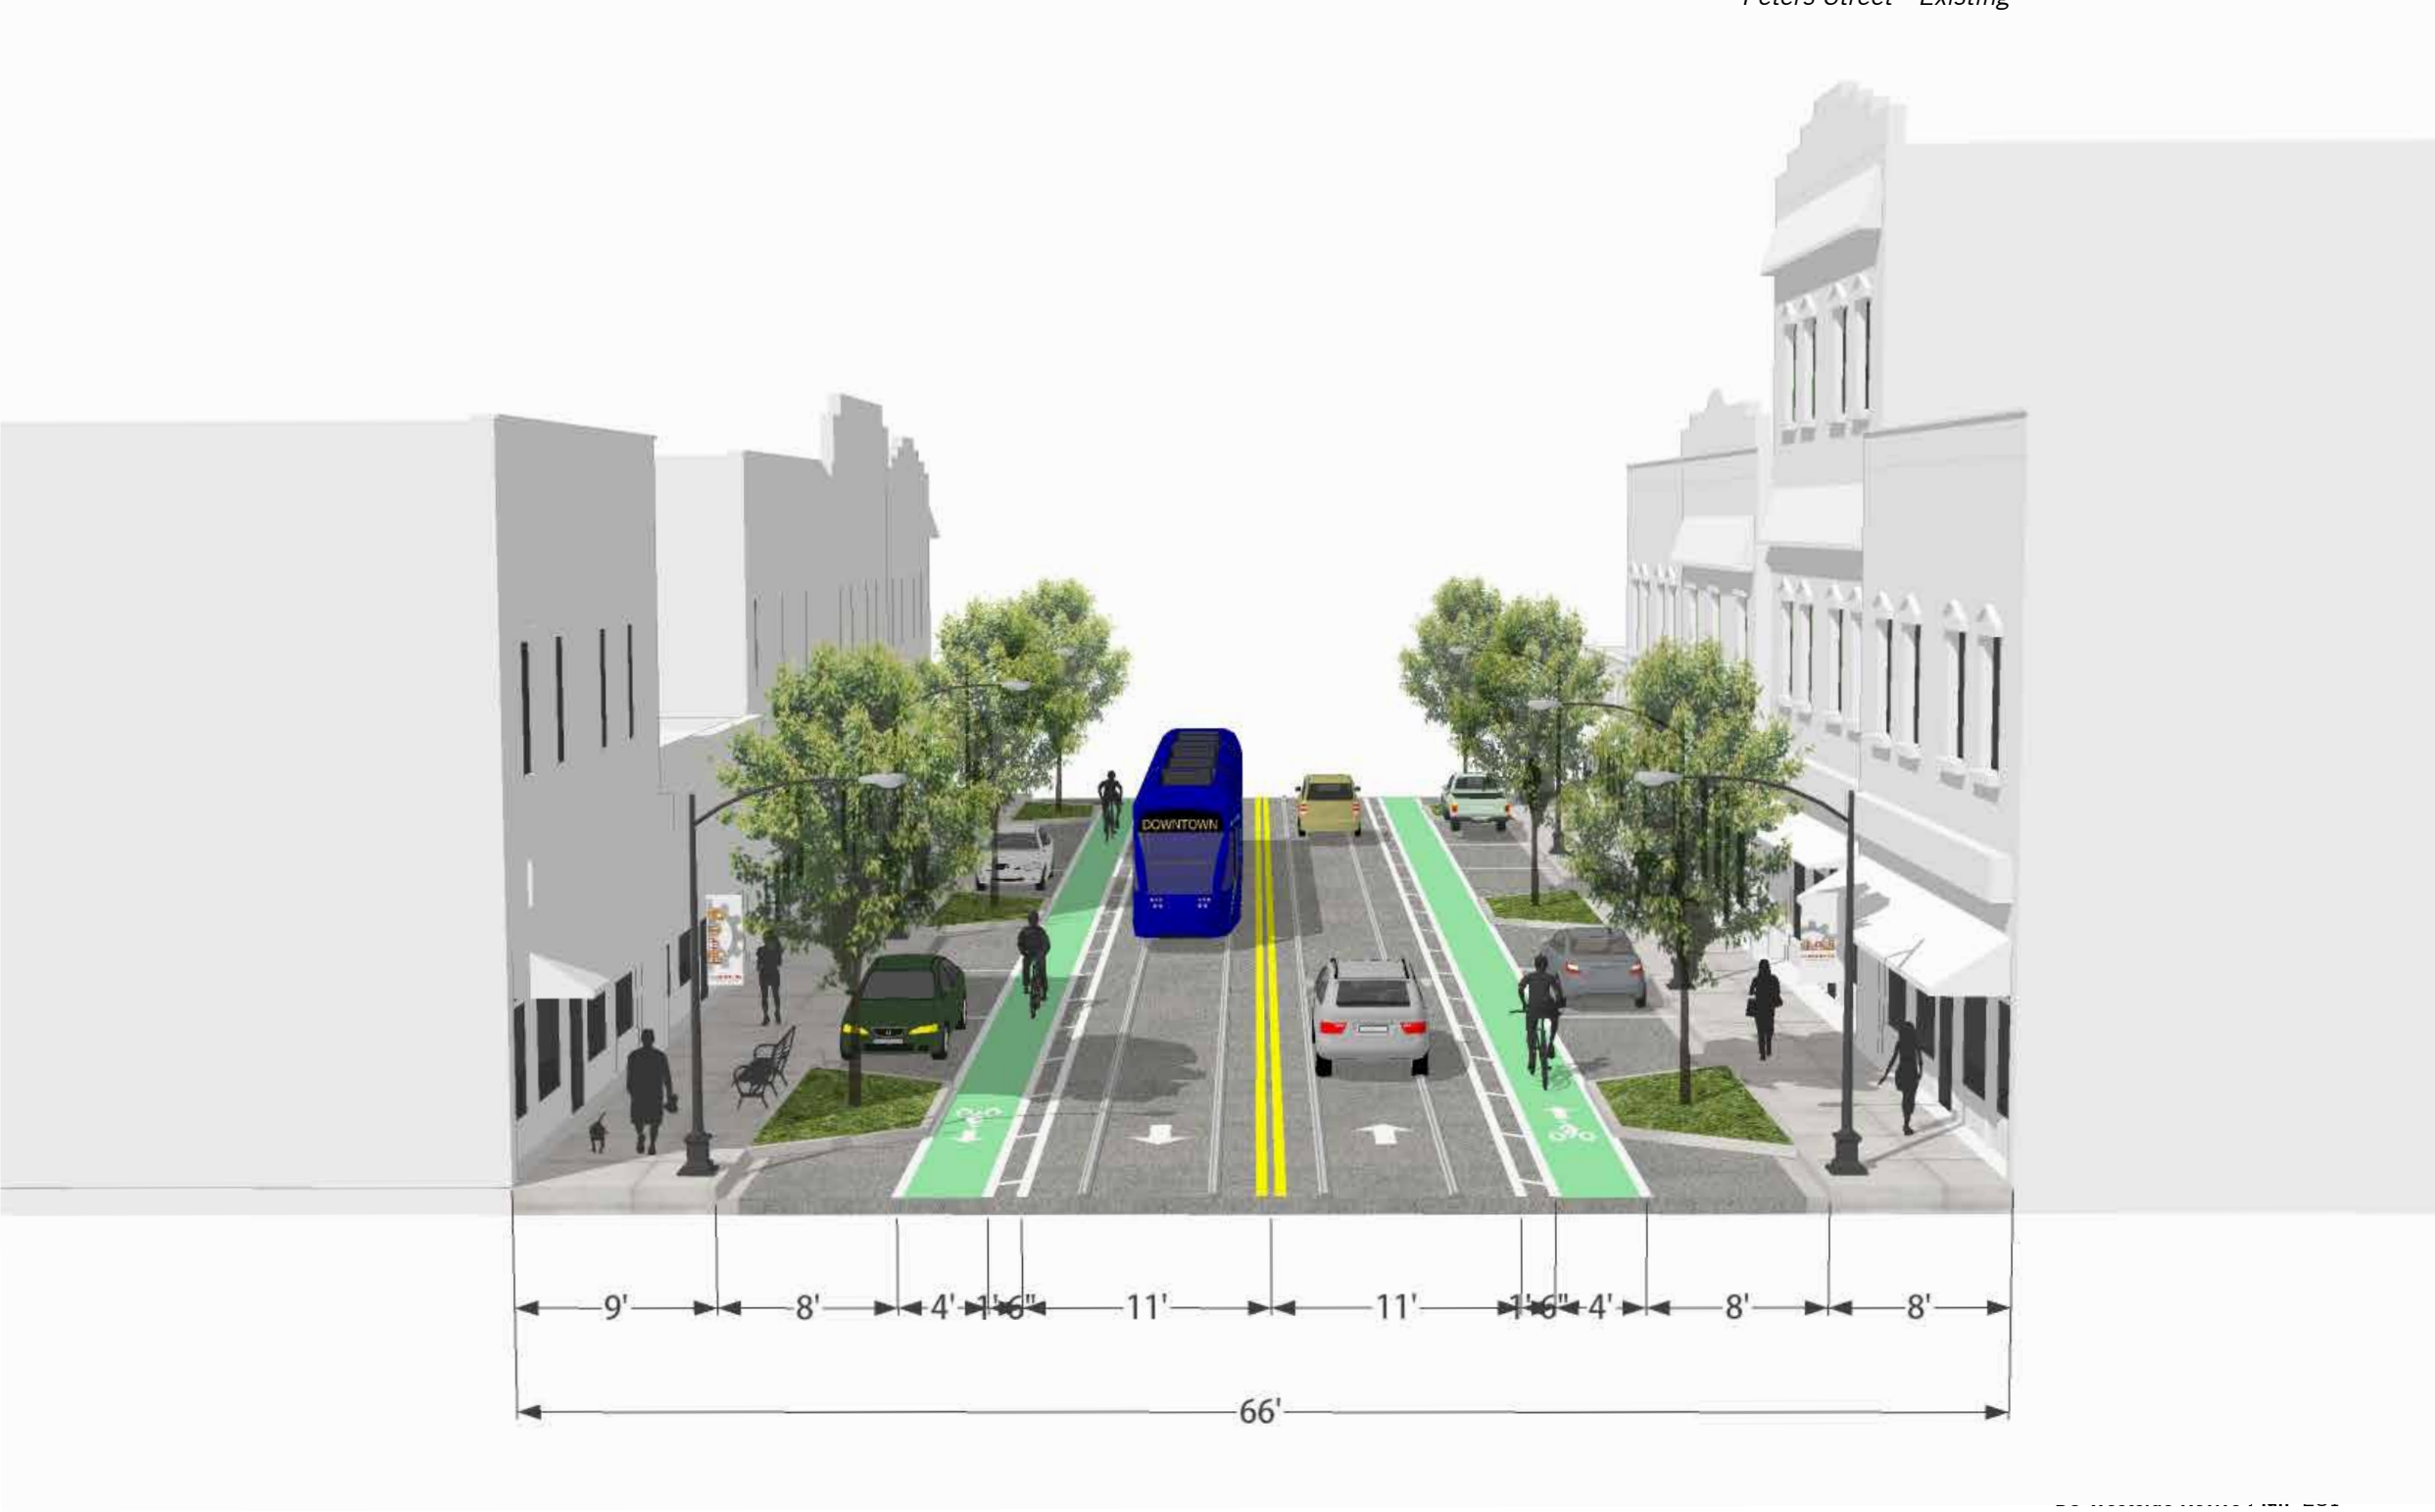 Peters Street – Existing
DOWNTOWN
9' 8' 4' 1'6" 11' 11' 1'6" 4' 8' 8'
66'